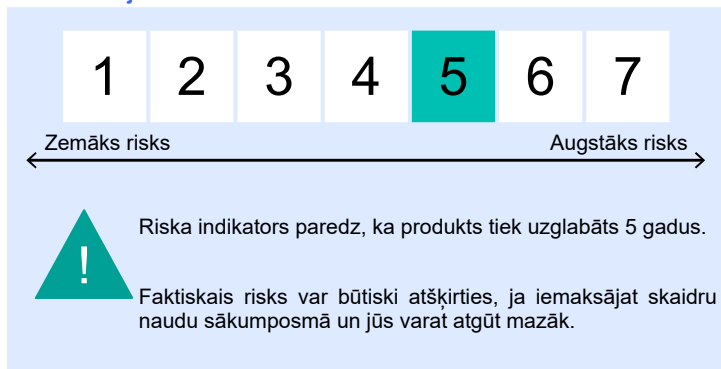 1 2 3 4 5 6 7
Zemāks risks Augstāks risks
! Riska indikators paredz, ka produkts tiek uzglabāts 5 gadus.
Faktiskais risks var būtiski atšķirties, ja iemaksājat skaidru
naudu sākumposmā un jūs varat atgūt mazāk.